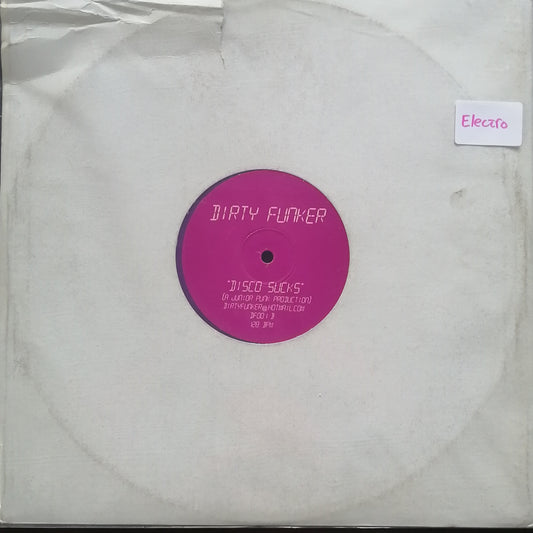 Electro
DIRTY FUNKER
"DISCO SUCKS"
(A JUNIOR PUNK PRODUCTION)
DIRTYFUNKER@HOTMAIL.COM
DF001-B
128 BPM